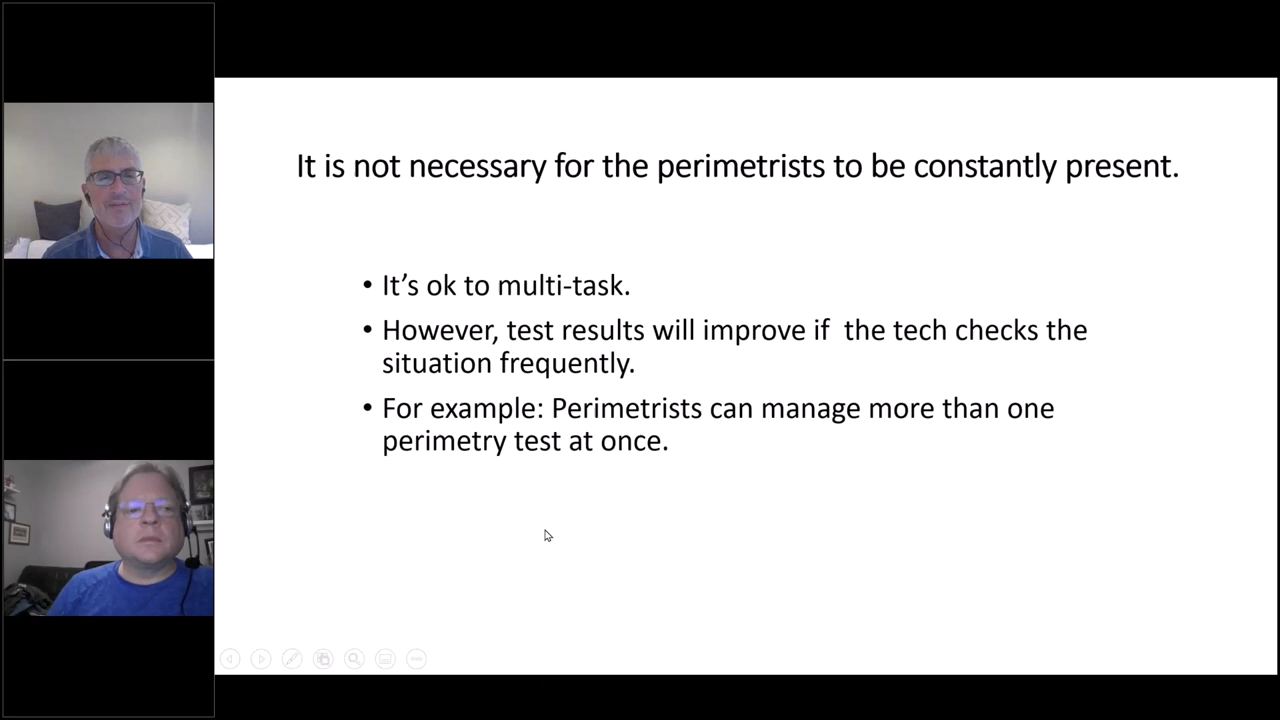 It is not necessary for the perimetrists to be constantly present.
• It’s ok to multi-task.
• However, test results will improve if  the tech checks the
situation frequently.
• For example: Perimetrists can manage more than one
perimetry test at once.